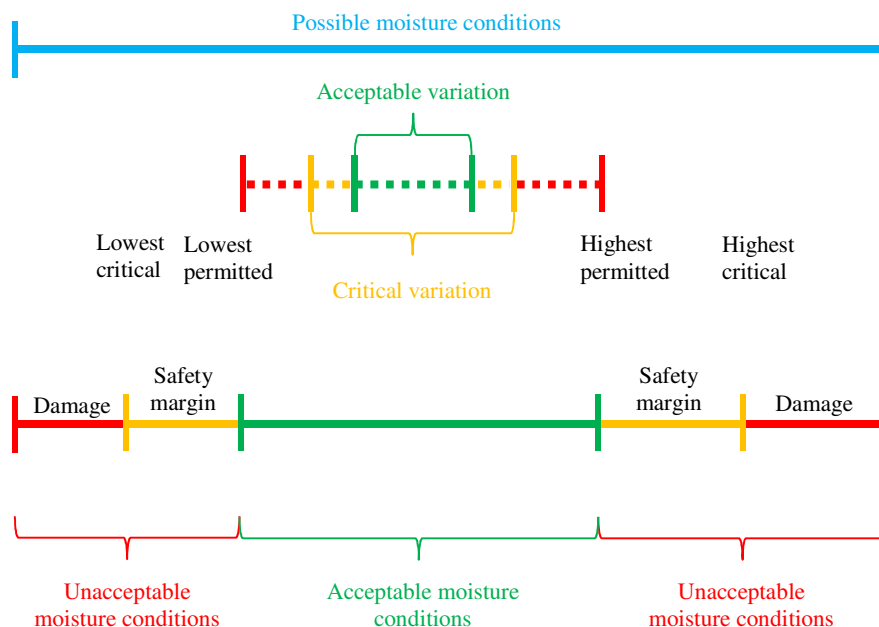 Possible moisture conditions
Acceptable variation
Lowest
critical
Lowest
permitted
Highest
permitted
Highest
critical
Critical variation
Damage
Safety
margin
Safety
margin
Damage
Unacceptable
moisture conditions
Acceptable moisture
conditions
Unacceptable
moisture conditions